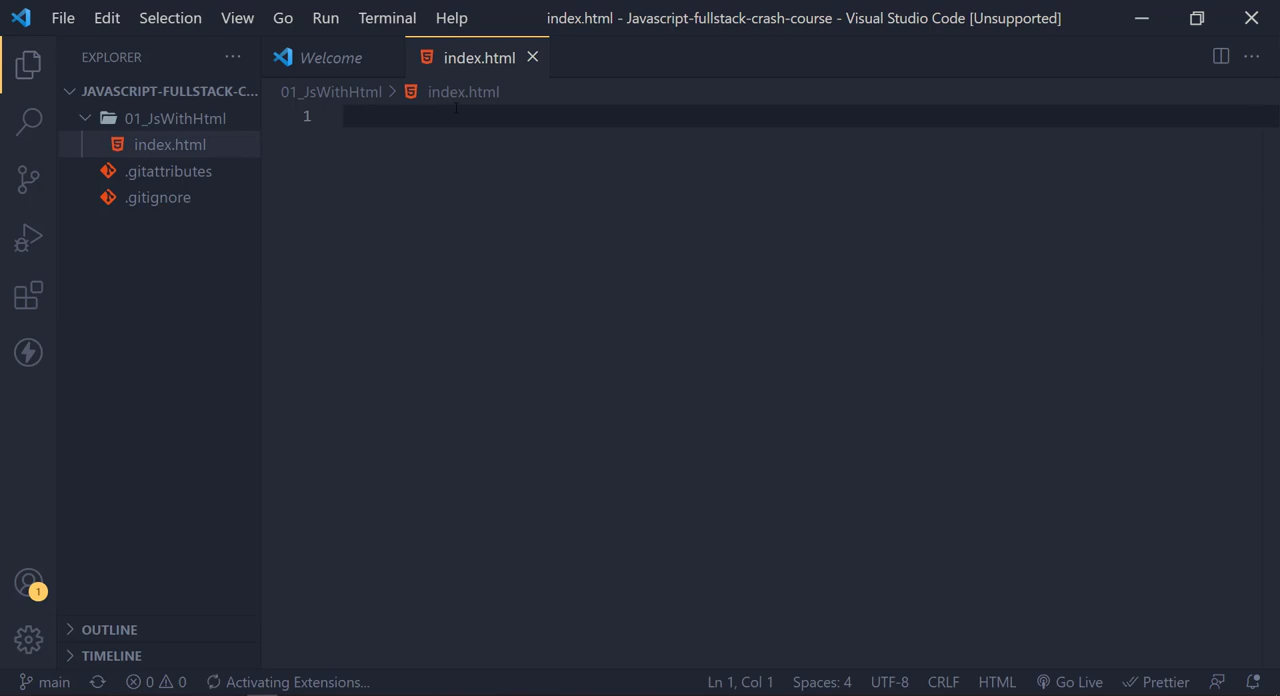 File Edit Selection View Go Run Terminal Help index.html - Javascript-fullstack-crash-course - Visual Studio Code [Unsupported]
EXPLORER ···
Welcome index.html
JAVASCRIPT-FULLSTACK-C...
01_JsWithHtml > index.html
01_JsWithHtml
1
index.html
.gitattributes
.gitignore
1
OUTLINE
TIMELINE
main 0 0 Activating Extensions... Ln 1, Col 1 Spaces: 4 UTF-8 CRLF HTML Go Live Prettier